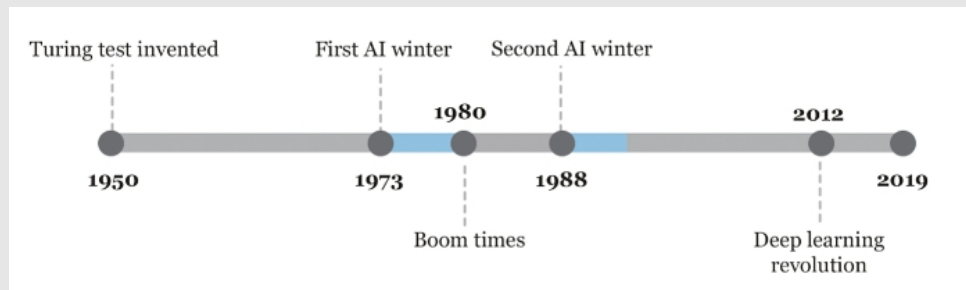 Turing test invented
First AI winter
Second AI winter
1980
2012
1950
1973
1988
2019
Boom times
Deep learning
revolution